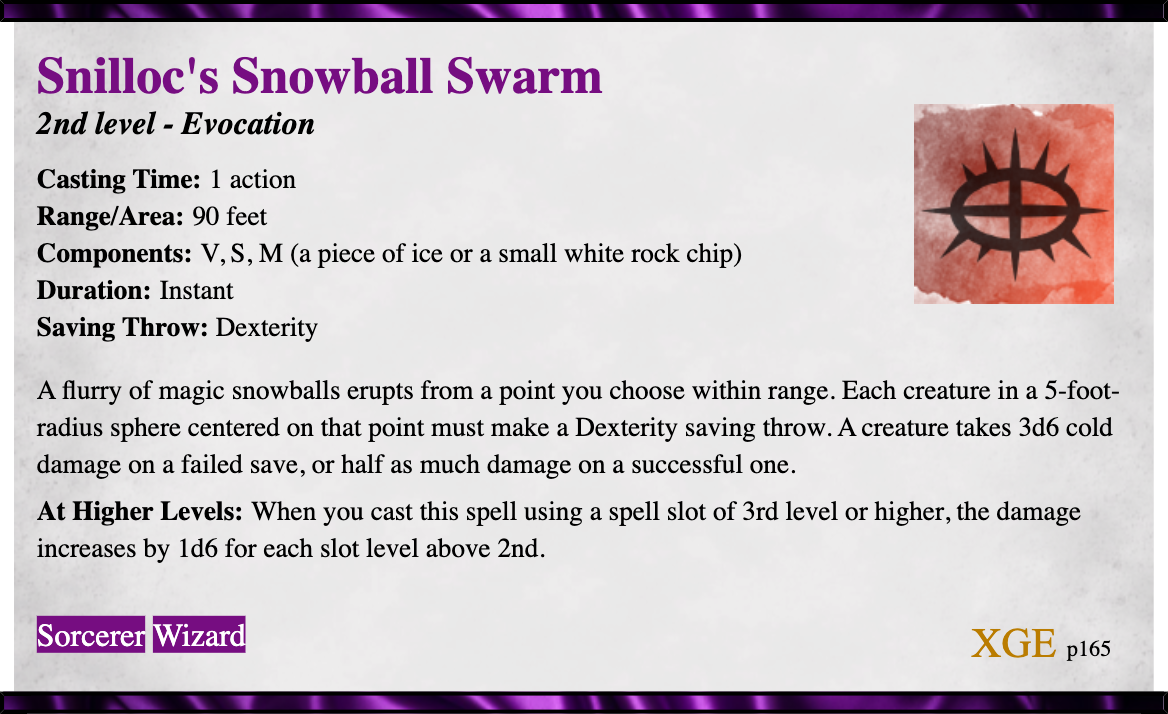 Snilloc's Snowball Swarm
2nd level - Evocation
Casting Time: 1 action
Range/Area: 90 feet
Components: V, S, M (a piece of ice or a small white rock chip)
Duration: Instant
Saving Throw: Dexterity
A flurry of magic snowballs erupts from a point you choose within range. Each creature in a 5-foot-
radius sphere centered on that point must make a Dexterity saving throw. A creature takes 3d6 cold
damage on a failed save, or half as much damage on a successful one.
At Higher Levels: When you cast this spell using a spell slot of 3rd level or higher, the damage
increases by 1d6 for each slot level above 2nd.
Sorcerer Wizard
XGE p165